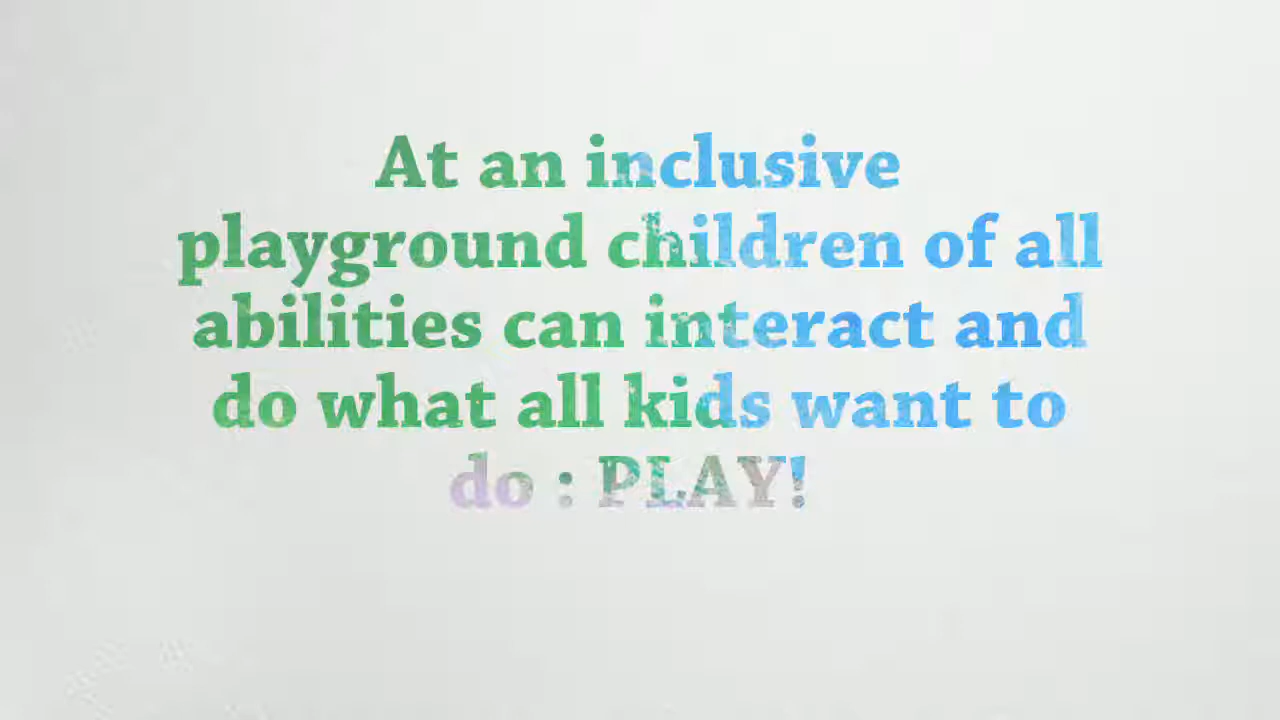 At an inclusive
playground children of all
abilities can interact and
do what all kids want to
do : PLAY!